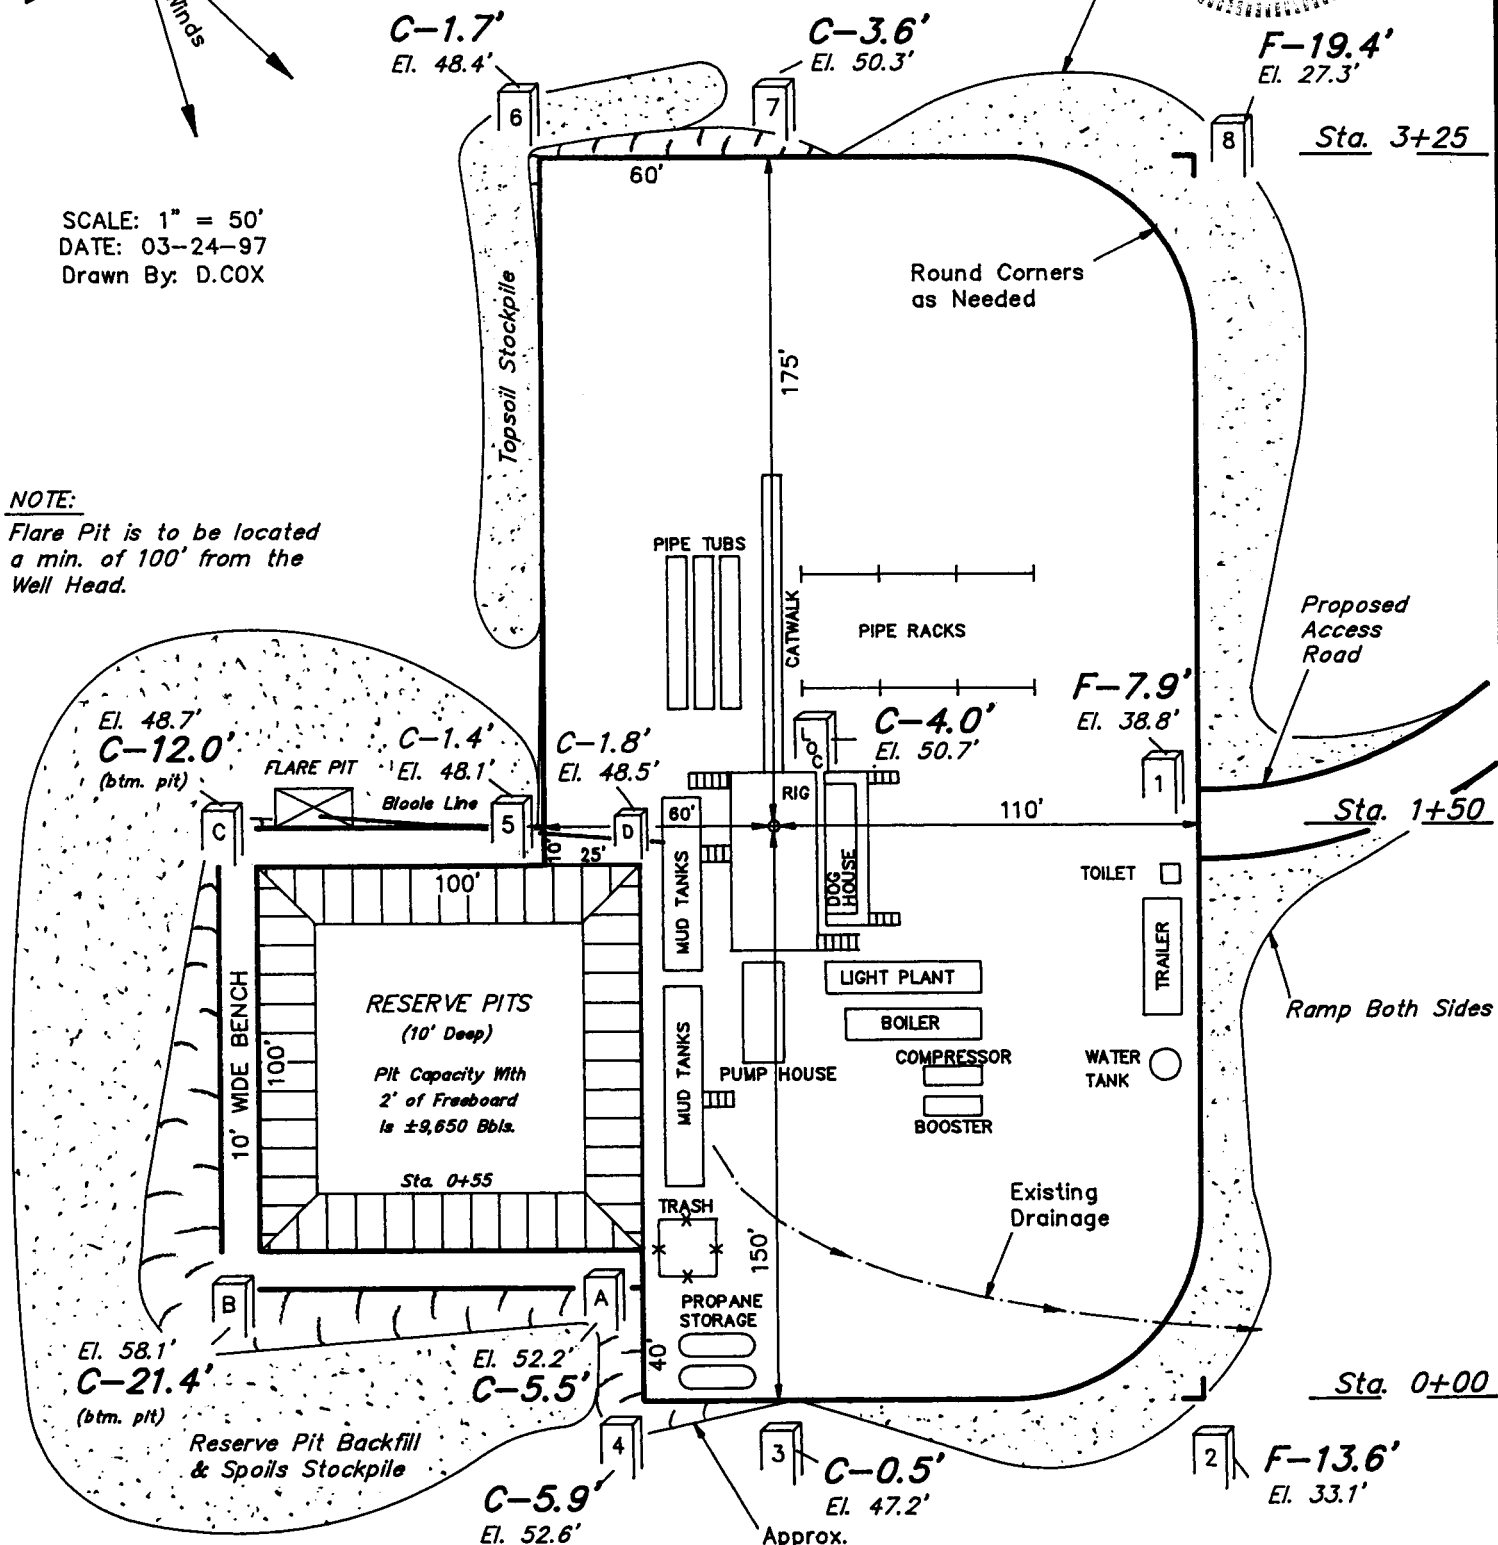 Winds
C-1.7'
El. 48.4'
C-3.6'
El. 50.3'
F-19.4'
El. 27.3'
6
7
8
Sta. 3+25
60'
SCALE: 1" = 50'
DATE: 03-24-97
Drawn By: D.COX
Topsoil Stockpile
175'
Round Corners
as Needed
NOTE:
Flare Pit is to be located
a min. of 100' from the
Well Head.
PIPE TUBS
CATWALK
PIPE RACKS
Proposed
Access
Road
El. 48.7'
C-12.0'
(btm. pit)
C-1.4'
El. 48.1'
FLARE PIT
Blooie Line
C-1.8'
El. 48.5'
LOC
C-4.0'
El. 50.7'
F-7.9'
El. 38.8'
1
C
5
D
60'
RIG
110'
Sta. 1+50
10'
25'
100'
MUD TANKS
DOG
HOUSE
TOILET
TRAILER
LIGHT PLANT
BOILER
COMPRESSOR
BOOSTER
PUMP HOUSE
WATER
TANK
Ramp Both Sides
10' WIDE BENCH
100'
RESERVE PITS
(10' Deep)
Pit Capacity With
2' of Freeboard
Is ±9,650 Bbls.
Sta. 0+55
MUD TANKS
TRASH
150'
Existing
Drainage
PROPANE
STORAGE
40'
B
A
El. 58.1'
C-21.4'
(btm. pit)
El. 52.2'
C-5.5'
Sta. 0+00
Reserve Pit Backfill
& Spoils Stockpile
4
3
2
C-5.9'
El. 52.6'
C-0.5'
El. 47.2'
F-13.6'
El. 33.1'
Approx.